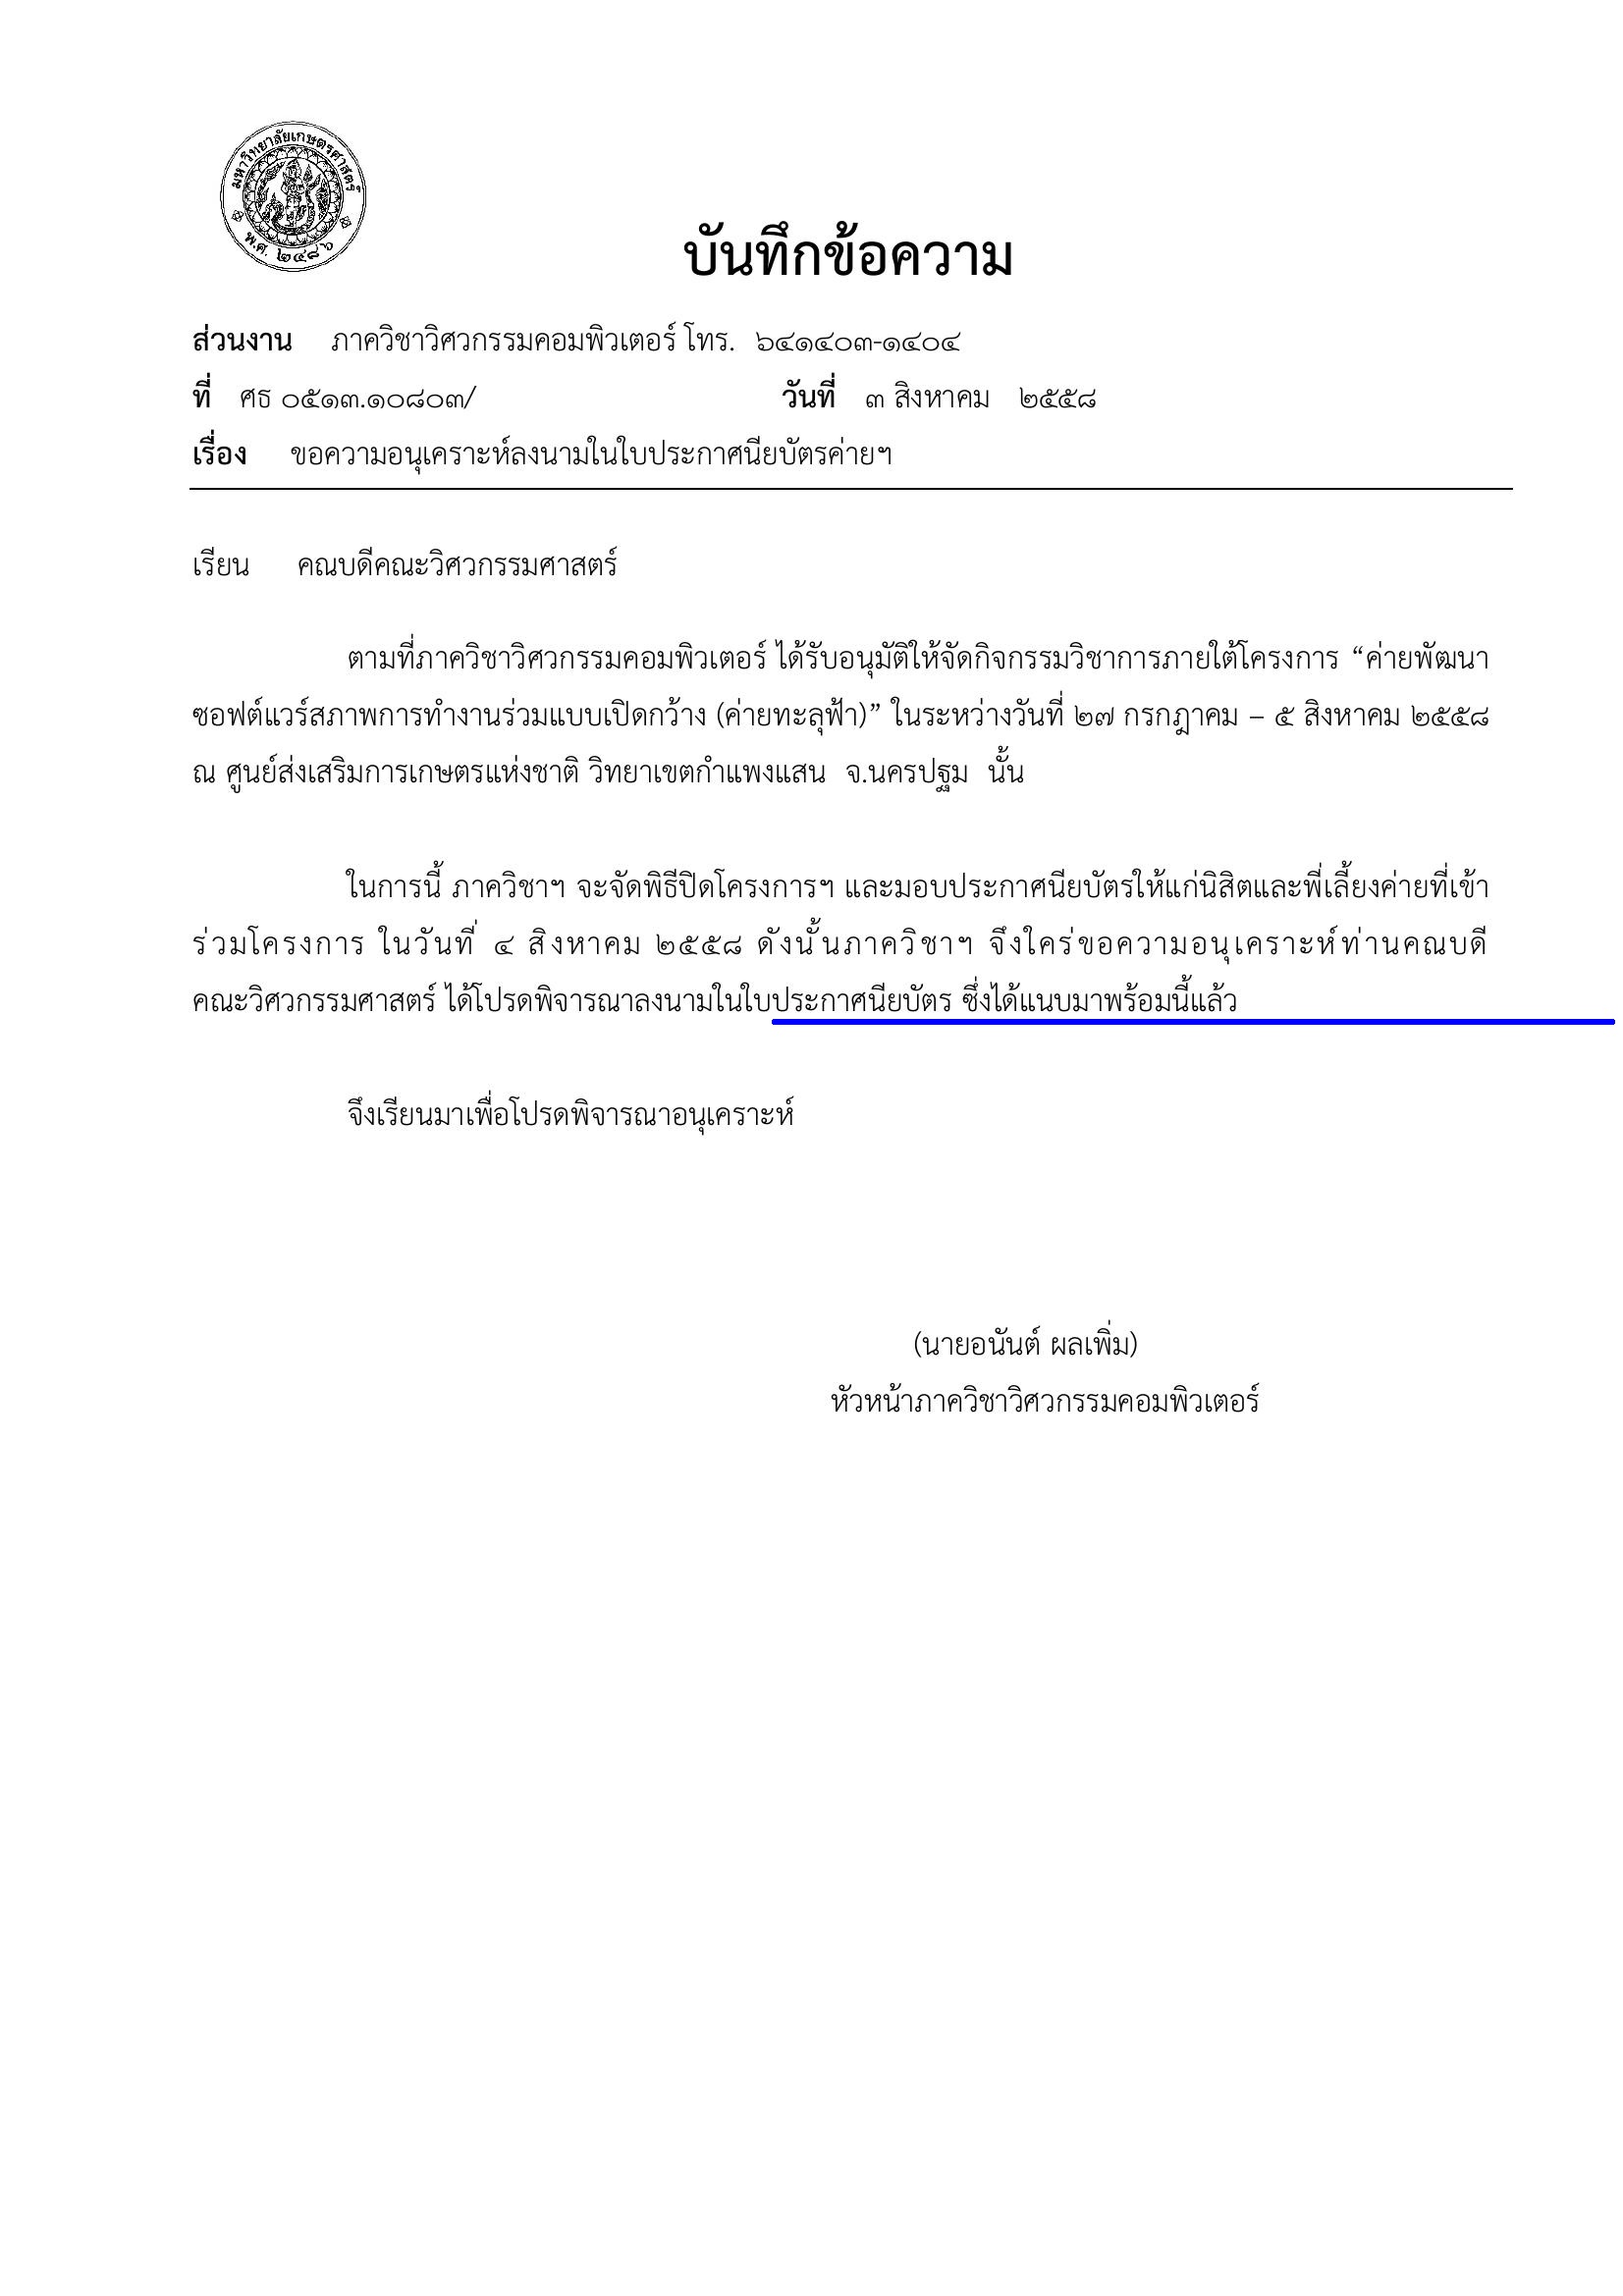 มหาวิทยาลัยเกษตรศาสตร์
พ.ศ. ๒๔๘๖
บันทึกข้อความ
ส่วนงาน ภาควิชาวิศวกรรมคอมพิวเตอร์ โทร. ๖๔๑๔๐๓-๑๔๐๔
ที่ ศธ ๐๕๑๓.๑๐๘๐๓/ วันที่ ๓ สิงหาคม ๒๕๕๘
เรื่อง ขอความอนุเคราะห์ลงนามในใบประกาศนียบัตรค่ายฯ
เรียน คณบดีคณะวิศวกรรมศาสตร์
ตามที่ภาควิชาวิศวกรรมคอมพิวเตอร์ ได้รับอนุมัติให้จัดกิจกรรมวิชาการภายใต้โครงการ “ค่ายพัฒนา
ซอฟต์แวร์สภาพการทำงานร่วมแบบเปิดกว้าง (ค่ายทะลุฟ้า)” ในระหว่างวันที่ ๒๗ กรกฎาคม – ๕ สิงหาคม ๒๕๕๘
ณ ศูนย์ส่งเสริมการเกษตรแห่งชาติ วิทยาเขตกำแพงแสน จ.นครปฐม นั้น
ในการนี้ ภาควิชาฯ จะจัดพิธีปิดโครงการฯ และมอบประกาศนียบัตรให้แก่นิสิตและพี่เลี้ยงค่ายที่เข้า
ร่วมโครงการ ในวันที่ ๔ สิงหาคม ๒๕๕๘ ดังนั้นภาควิชาฯ จึงใคร่ขอความอนุเคราะห์ท่านคณบดี
คณะวิศวกรรมศาสตร์ ได้โปรดพิจารณาลงนามในใบประกาศนียบัตร ซึ่งได้แนบมาพร้อมนี้แล้ว
จึงเรียนมาเพื่อโปรดพิจารณาอนุเคราะห์
(นายอนันต์ ผลเพิ่ม)
หัวหน้าภาควิชาวิศวกรรมคอมพิวเตอร์